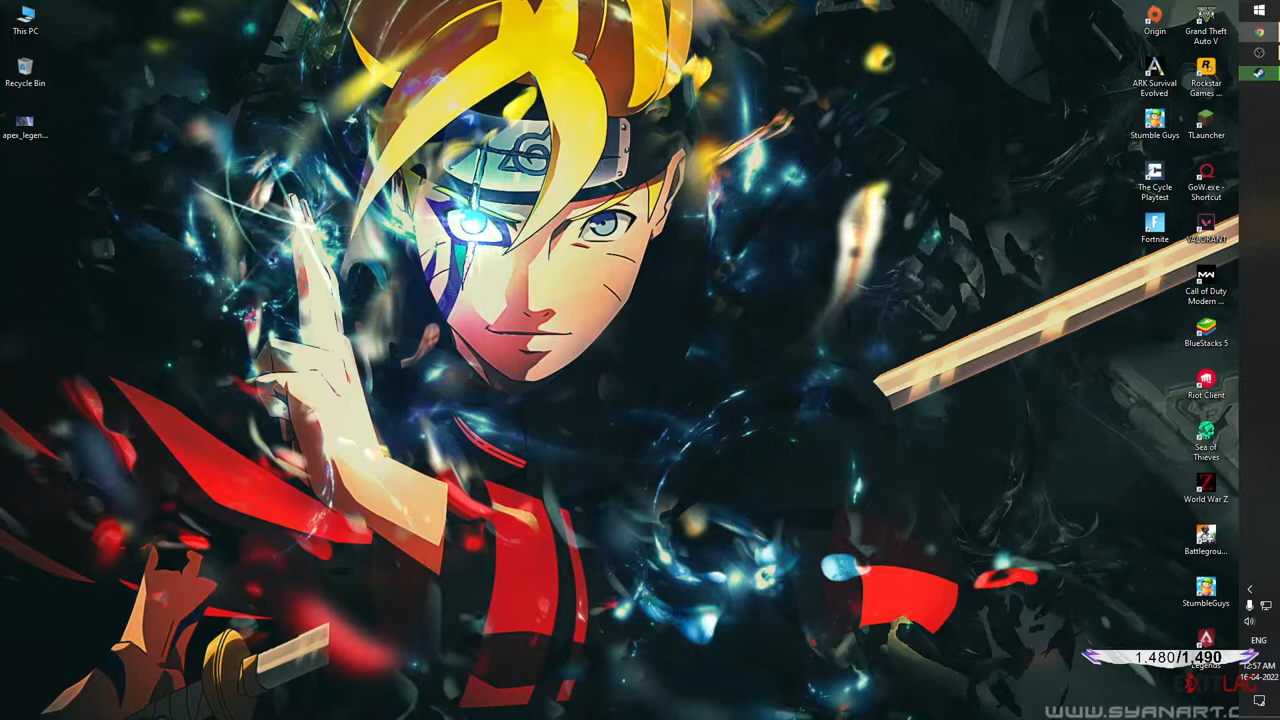 This PC
Recycle Bin
apex_legen...
Origin
Grand Theft
Auto V
ARK Survival
Evolved
Rockstar
Games ...
Stumble Guys
TLauncher
The Cycle
Playtest
GoW.exe -
Shortcut
Fortnite
VALORANT
Call of Duty
Modern ...
BlueStacks 5
Riot Client
Sea of
Thieves
World War Z
Battlegrou...
StumbleGuys
Legends
ENG
1.480/1.490
12:57 AM
16-04-2022
EXITLAG
WWW.SYANART.C